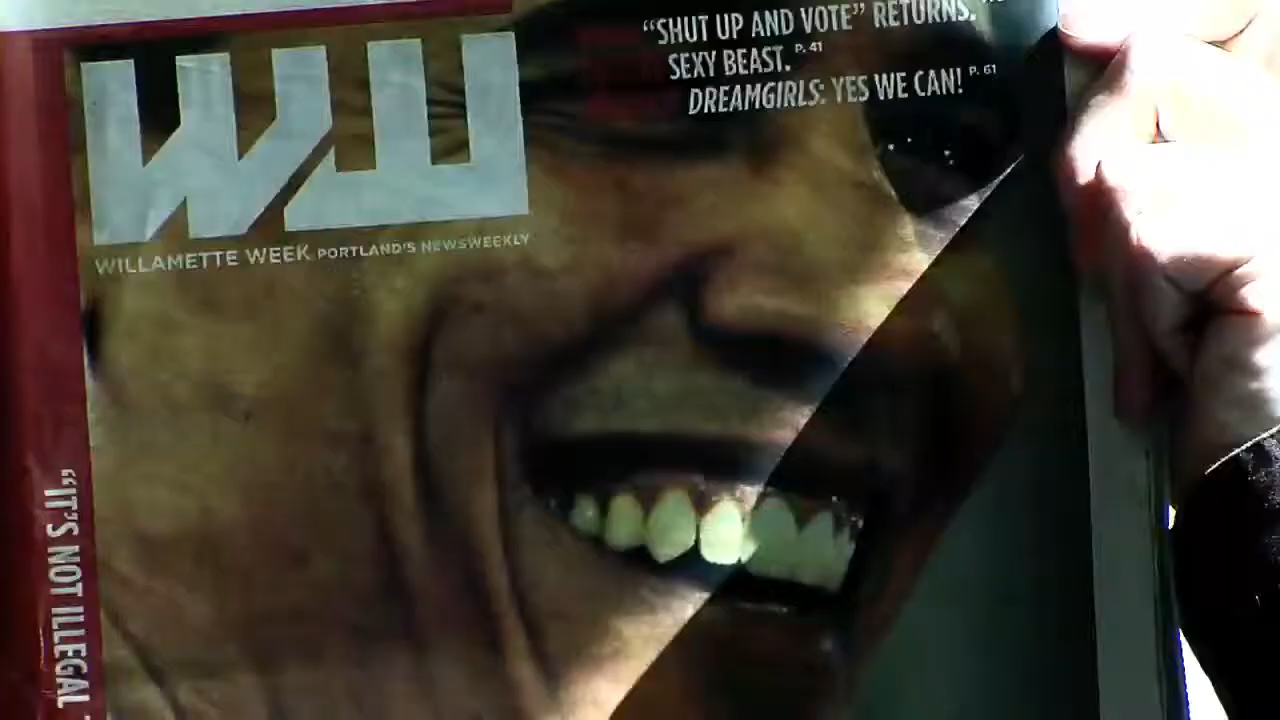 "SHUT UP AND VOTE" RETURNS.
SEXY BEAST. P. 41
DREAMGIRLS: YES WE CAN! P. 61
WW
WILLAMETTE WEEK PORTLAND'S NEWSWEEKLY
"IT'S NOT ILLEGAL